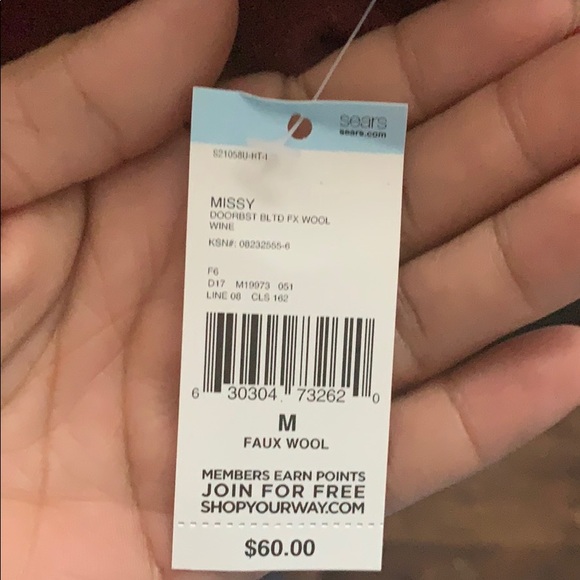 sears
sears.com
S21058U-HT-I
MISSY
DOORBST BLTD FX WOOL
WINE
KSN#: 08232555-6
F6
D17 M19973 051
LINE 08 CLS 162
6 30304 73262 0
M
FAUX WOOL
MEMBERS EARN POINTS
JOIN FOR FREE
SHOPYOURWAY.COM
$60.00